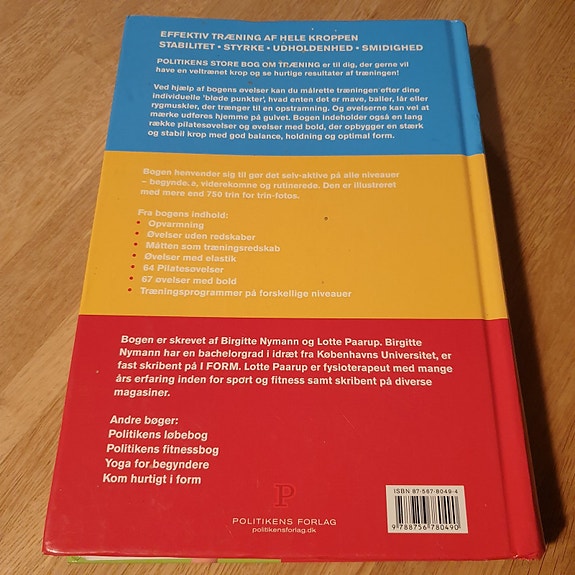 EFFEKTIV TRÆNING AF HELE KROPPEN
STABILITET • STYRKE • UDHOLDENHED • SMIDIGHED
POLITIKENS STORE BOG OM TRÆNING er til dig, der gerne vil
have en veltrænet krop og se hurtige resultater af træningen!
Ved hjælp af bogens øvelser kan du målrette træningen efter dine
individuelle 'bløde punkter', hvad enten det er mave, baller, lår eller
rygmuskler, der trænger til en opstramning. Og øvelserne kan vel at
mærke udføres hjemme på gulvet. Bogen indeholder også en lang
række pilatesøvelser og øvelser med bold, der opbygger en stærk
og stabil krop med god balance, holdning og optimal form.
Bogen henvender sig til gør det selv-aktive på alle niveauer
– begynde, a, viderekomne og rutinerede. Den er illustreret
med mere end 750 trin for trin-fotos.
Fra bogens indhold:
• Opvarmning
• Øvelser uden redskaber
• Måtten som træningsredskab
• Øvelser med elastik
• 64 Pilatesøvelser
• 67 øvelser med bold
• Træningsprogrammer på forskellige niveauer
Bogen er skrevet af Birgitte Nymann og Lotte Paarup. Birgitte
Nymann har en bachelorgrad i idræt fra Københavns Universitet, er
fast skribent på I FORM. Lotte Paarup er fysioterapeut med mange
års erfaring inden for sport og fitness samt skribent på diverse
magasiner.
Andre bøger:
Politikens løbebog
Politikens fitnessbog
Yoga for begyndere
Kom hurtigt i form
P
POLITIKENS FORLAG
politikensforlag.dk
ISBN 87-567-8049-4
9 788756 780490